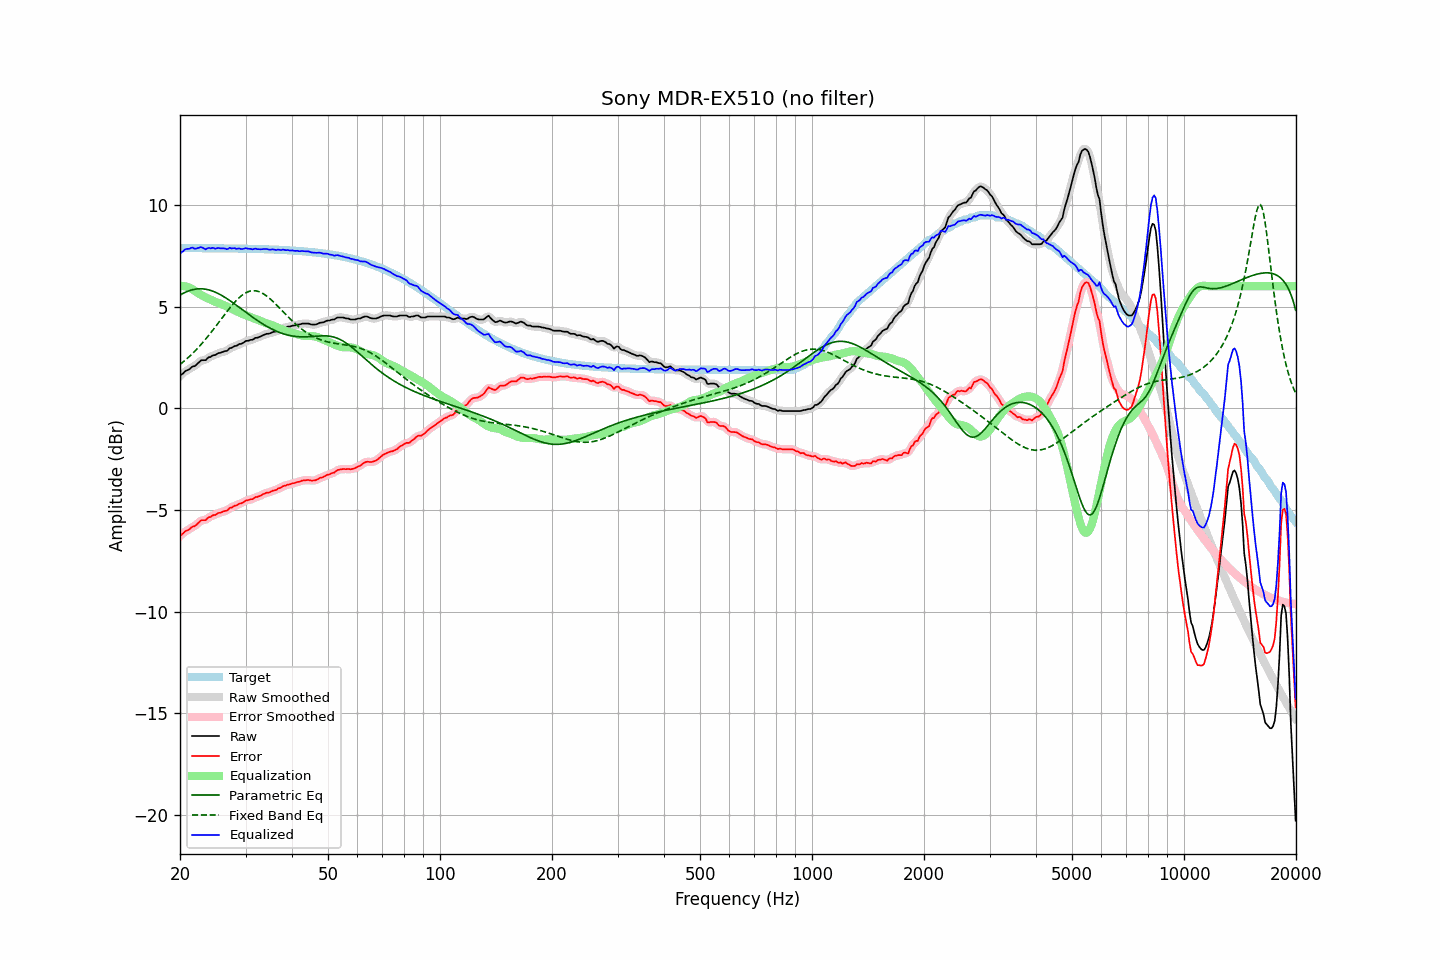 Sony MDR-EX510 (no filter)
Amplitude (dBr)
10
5
0
−5
−10
−15
−20
Target
Raw Smoothed
Error Smoothed
Raw
Error
Equalization
Parametric Eq
Fixed Band Eq
Equalized
20
50
100
200
500
1000
2000
5000
10000
20000
Frequency (Hz)